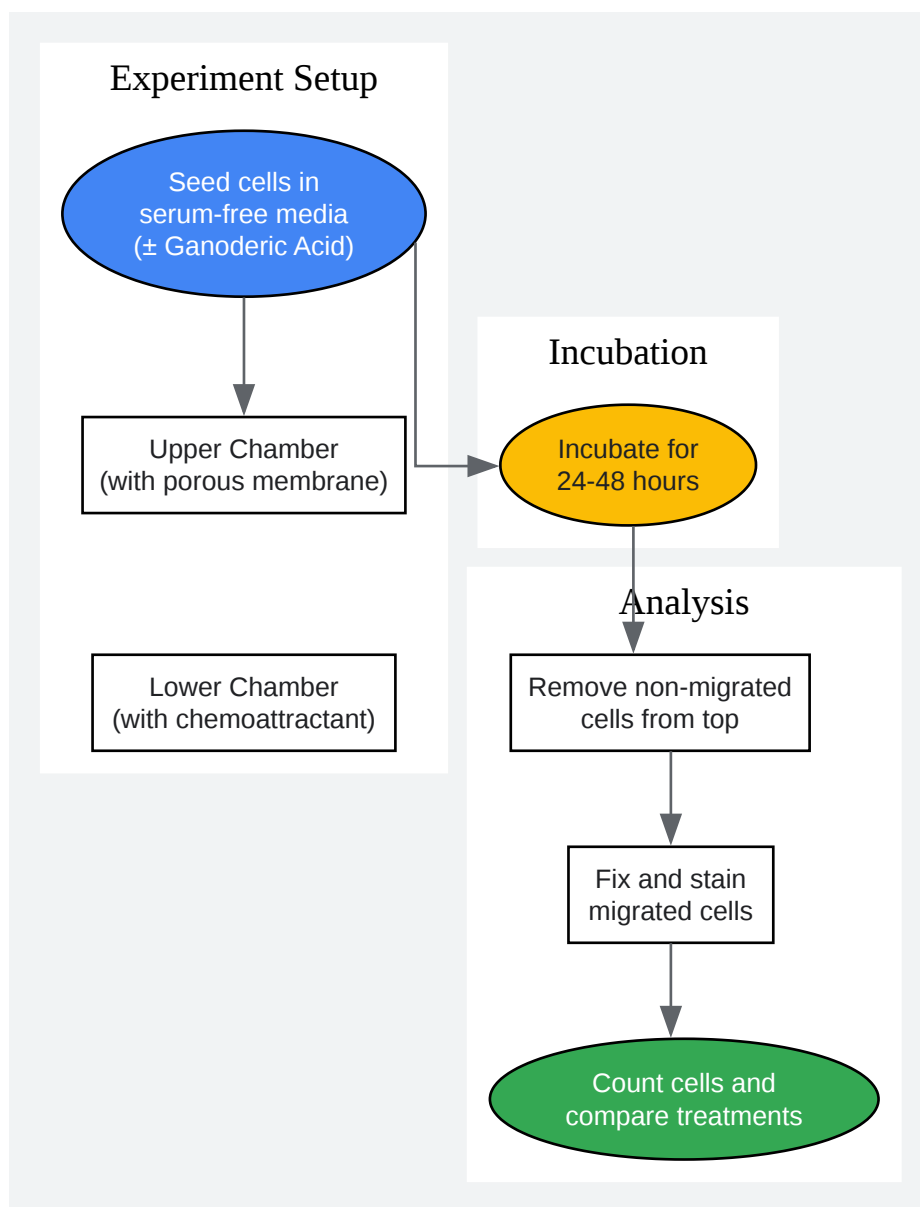 Experiment Setup
Seed cells in
serum-free media
(± Ganoderic Acid)
Upper Chamber
(with porous membrane)
Lower Chamber
(with chemoattractant)
Incubation
Incubate for
24-48 hours
Analysis
Remove non-migrated
cells from top
Fix and stain
migrated cells
Count cells and
compare treatments